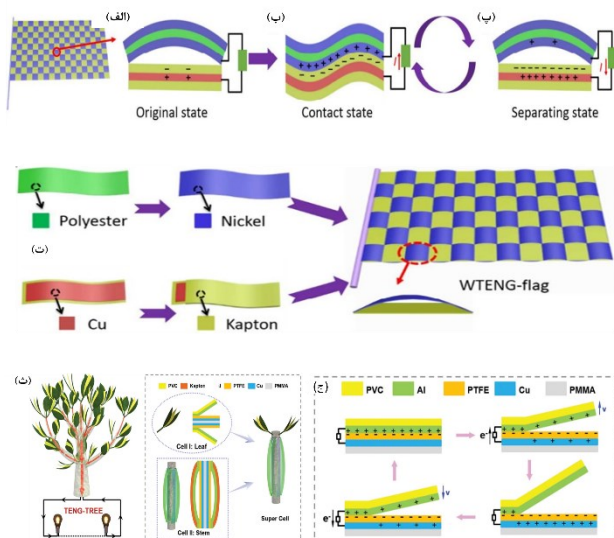 (الف)
(ب)
(پ)
Original state
Contact state
Separating state
I
I
Polyester
Nickel
(ت)
Cu
Kapton
WTENG-flag
(ث)
TENG-TREE
PVC Kapton Al PTFE Cu PMMA
Cell I: Leaf
Cell II: Stem
Super Cell
(ج)
PVC Al PTFE Cu PMMA
e⁻
v
e⁻
v